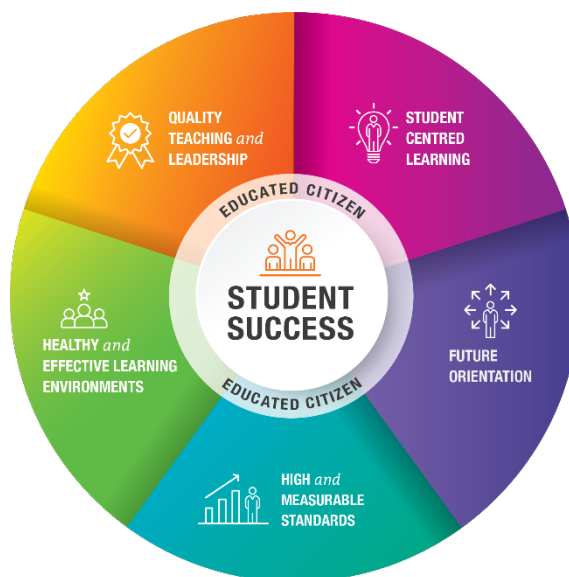 QUALITY
TEACHING and
LEADERSHIP
STUDENT
CENTRED
LEARNING
EDUCATED CITIZEN
STUDENT
SUCCESS
EDUCATED CITIZEN
HEALTHY and
EFFECTIVE LEARNING
ENVIRONMENTS
FUTURE
ORIENTATION
HIGH and
MEASURABLE
STANDARDS